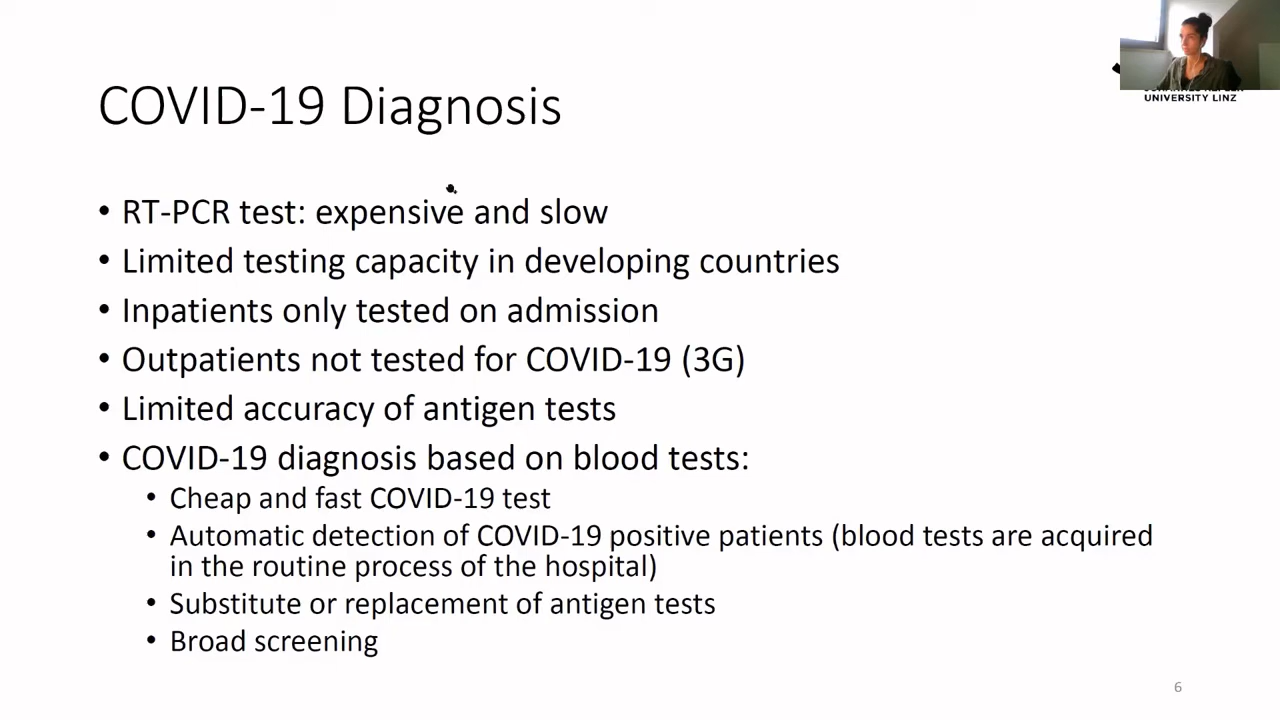 COVID-19 Diagnosis
UNIVERSITY LINZ
• RT-PCR test: expensive and slow
• Limited testing capacity in developing countries
• Inpatients only tested on admission
• Outpatients not tested for COVID-19 (3G)
• Limited accuracy of antigen tests
• COVID-19 diagnosis based on blood tests:
• Cheap and fast COVID-19 test
• Automatic detection of COVID-19 positive patients (blood tests are acquired
in the routine process of the hospital)
• Substitute or replacement of antigen tests
• Broad screening
6